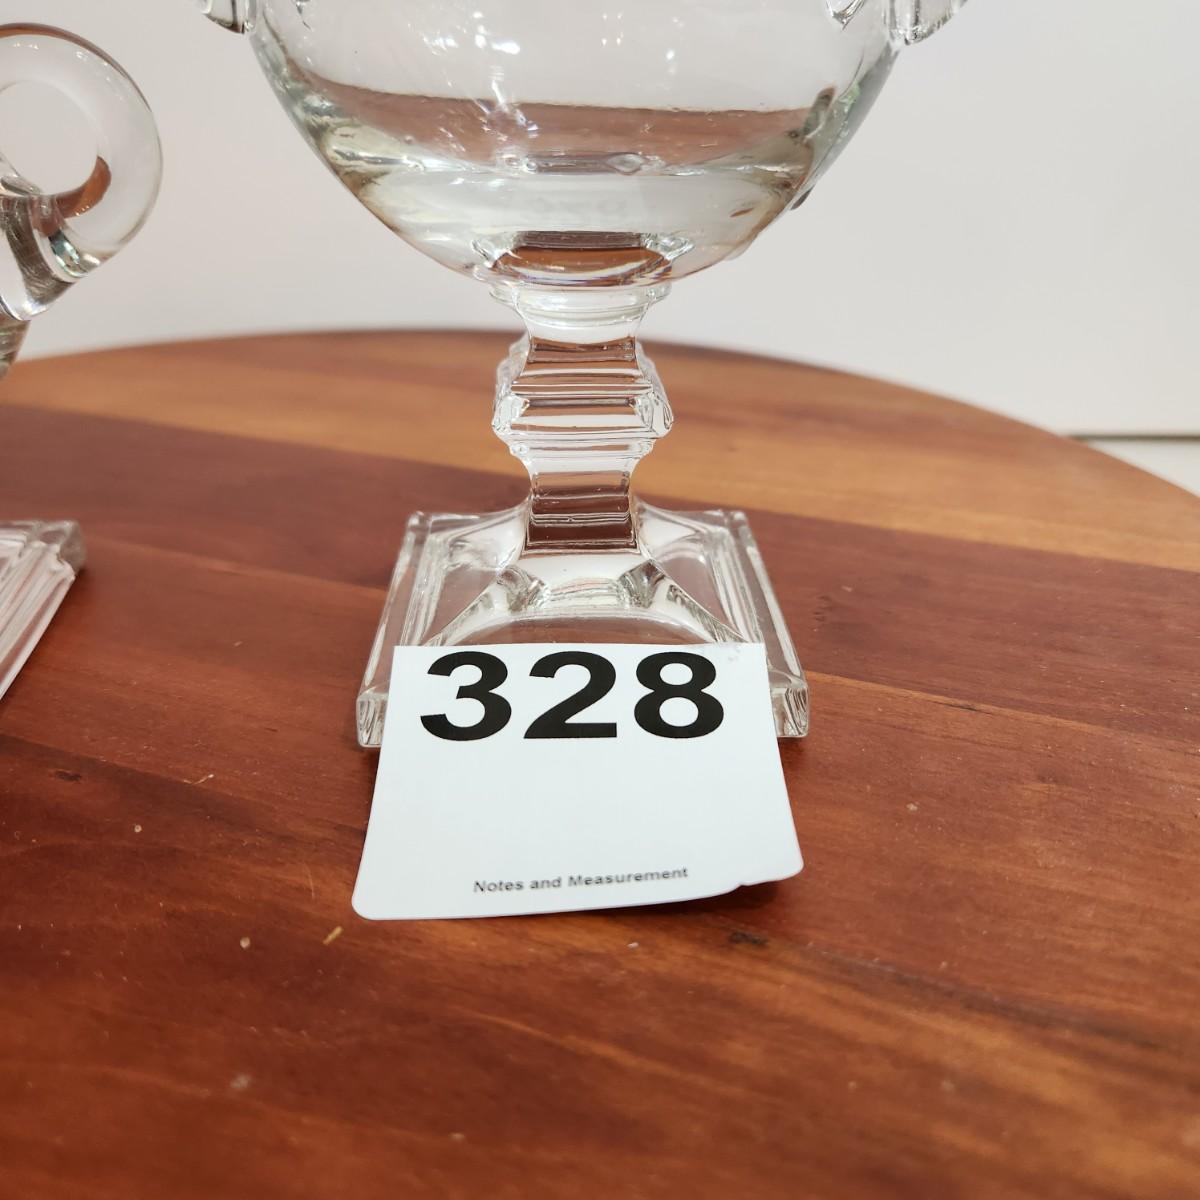 328
Notes and Measurement